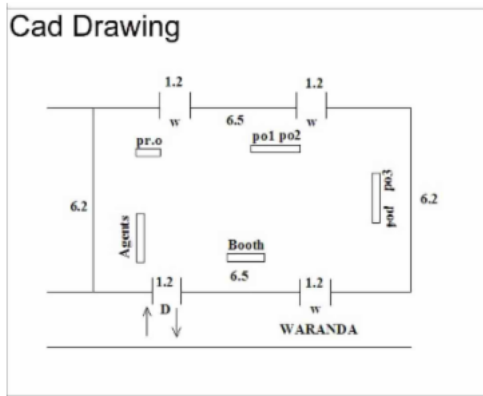 Cad Drawing
1.2
1.2
w
6.5
w
pr.o
po1 po2
po3
po4
6.2
6.2
Agents
Booth
1.2
6.5
1.2
D
w
WARANDA